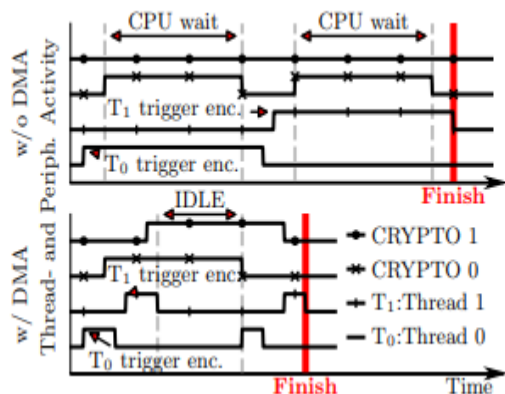 CPU wait CPU wait
w/o DMA
Thread- and Periph. Activity
T1 trigger enc.
T0 trigger enc.
Finish
IDLE
w/ DMA
T1 trigger enc.
T0 trigger enc.
CRYPTO 1
CRYPTO 0
T1:Thread 1
T0:Thread 0
Finish
Time